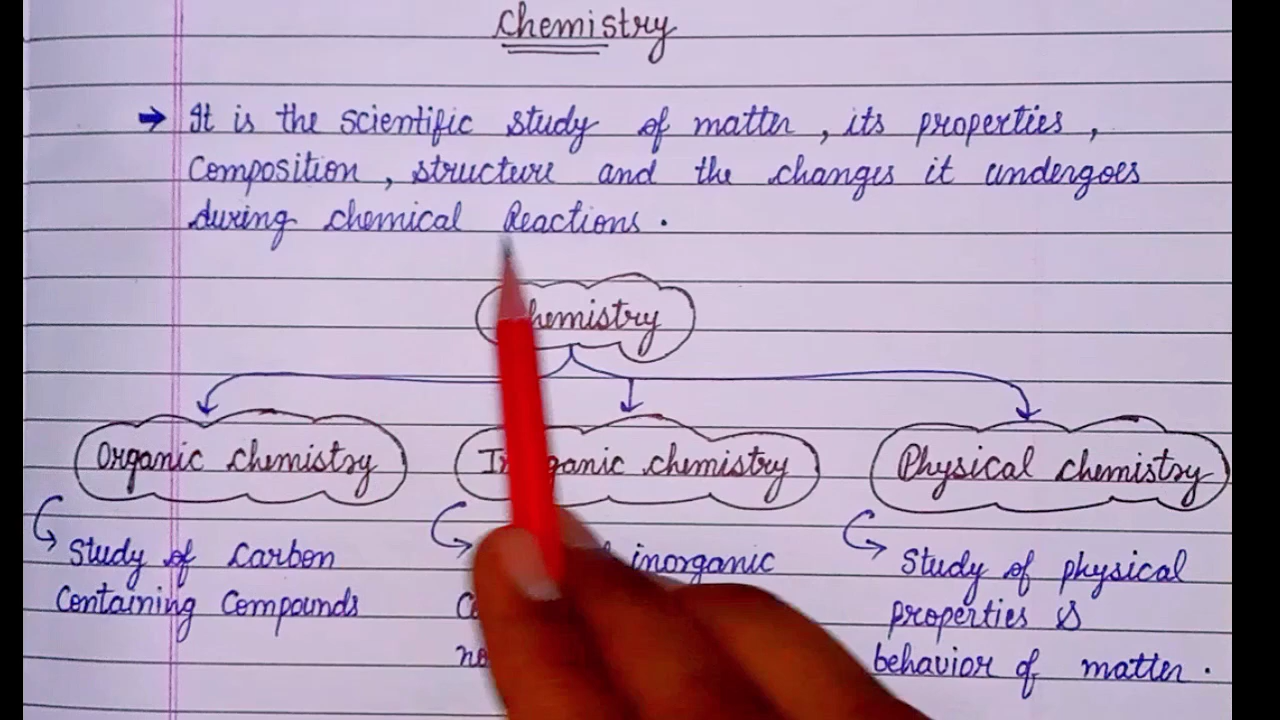 Chemistry
→ It is the scientific study of matter, its properties,
Composition, structure and the changes it undergoes
during chemical Reactions.
Chemistry
Organic chemistry
Study of Carbon
Containing Compounds
Inorganic chemistry
inorganic
Physical chemistry
Study of physical
properties &
behavior of matter.